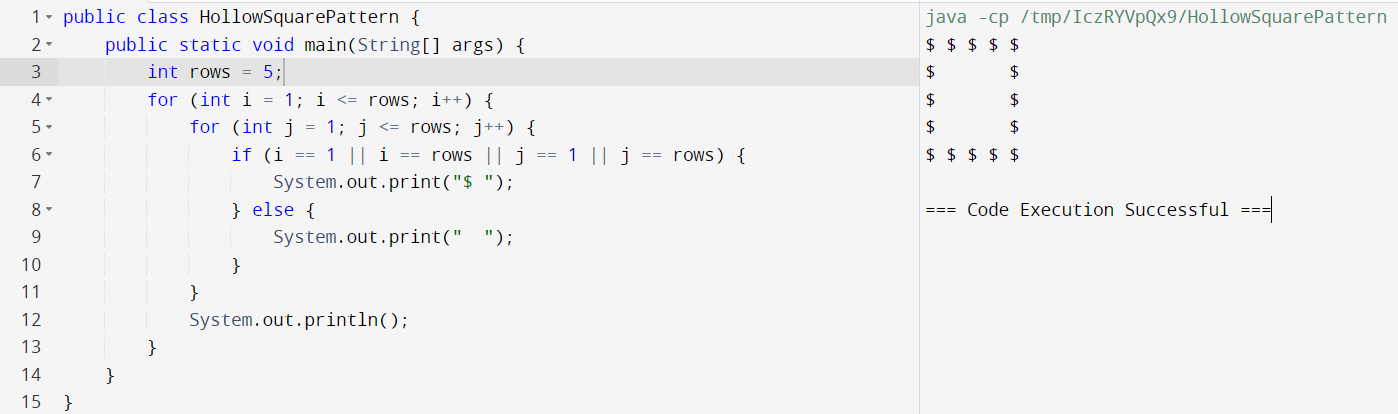 1 public class HollowSquarePattern {
2     public static void main(String[] args) {
3         int rows = 5;
4         for (int i = 1; i <= rows; i++) {
5             for (int j = 1; j <= rows; j++) {
6                 if (i == 1 || i == rows || j == 1 || j == rows) {
7                     System.out.print("$ ");
8                 } else {
9                     System.out.print("  ");
10                 }
11             }
12             System.out.println();
13         }
14     }
15 }
java -cp /tmp/IczRYVpQx9/HollowSquarePattern
$ $ $ $ $
$       $
$       $
$       $
$ $ $ $ $
=== Code Execution Successful ===